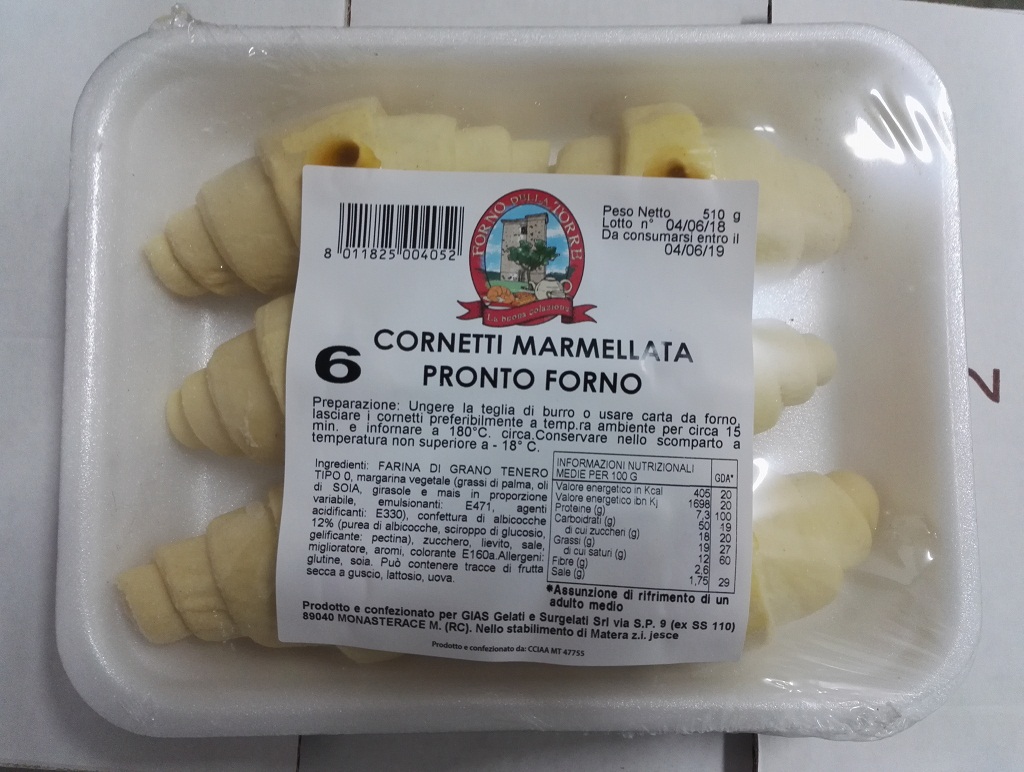 FORNO DELLA TORRE
La buona colazione
8 011825 004052
Peso Netto 510 g
Lotto n° 04/06/18
Da consumarsi entro il
04/06/19
6
CORNETTI MARMELLATA
PRONTO FORNO
Preparazione: Ungere la teglia di burro o usare carta da forno,
lasciare i cornetti preferibilmente a temp.ra ambiente per circa 15
min. e infornare a 180°C. circa.Conservare nello scomparto a
temperatura non superiore a - 18° C.
Ingredienti: FARINA DI GRANO TENERO
TIPO 0, margarina vegetale (grassi di palma, oli
di SOIA, girasole e mais in proporzione
variabile, emulsionanti: E471, agenti
acidificanti: E330), confettura di albicocche
12% (purea di albicocche, sciroppo di glucosio,
gelificante: pectina), zucchero, lievito, sale,
miglioratore, aromi, colorante E160a.Allergeni:
glutine, soia. Può contenere tracce di frutta
secca a guscio, lattosio, uova.
INFORMAZIONI NUTRIZIONALI
MEDIE PER 100 G GDA*
Valore energetico in Kcal 405 20
Valore energetico ibn Kj 1698 20
Proteine (g) 7,3 100
Carboidrati (g) 50 19
di cui zuccheri (g) 18 20
Grassi (g) 19 27
di cui saturi (g) 12 60
Fibre (g) 2,6
Sale (g) 1,75 29
*Assunzione di rifrimento di un
adulto medio
Prodotto e confezionato per GIAS Gelati e Surgelati Srl via S.P. 9 (ex SS 110)
89040 MONASTERACE M. (RC). Nello stabilimento di Matera z.i. jesce
Prodotto e confezionato da: CCIAA MT 47755